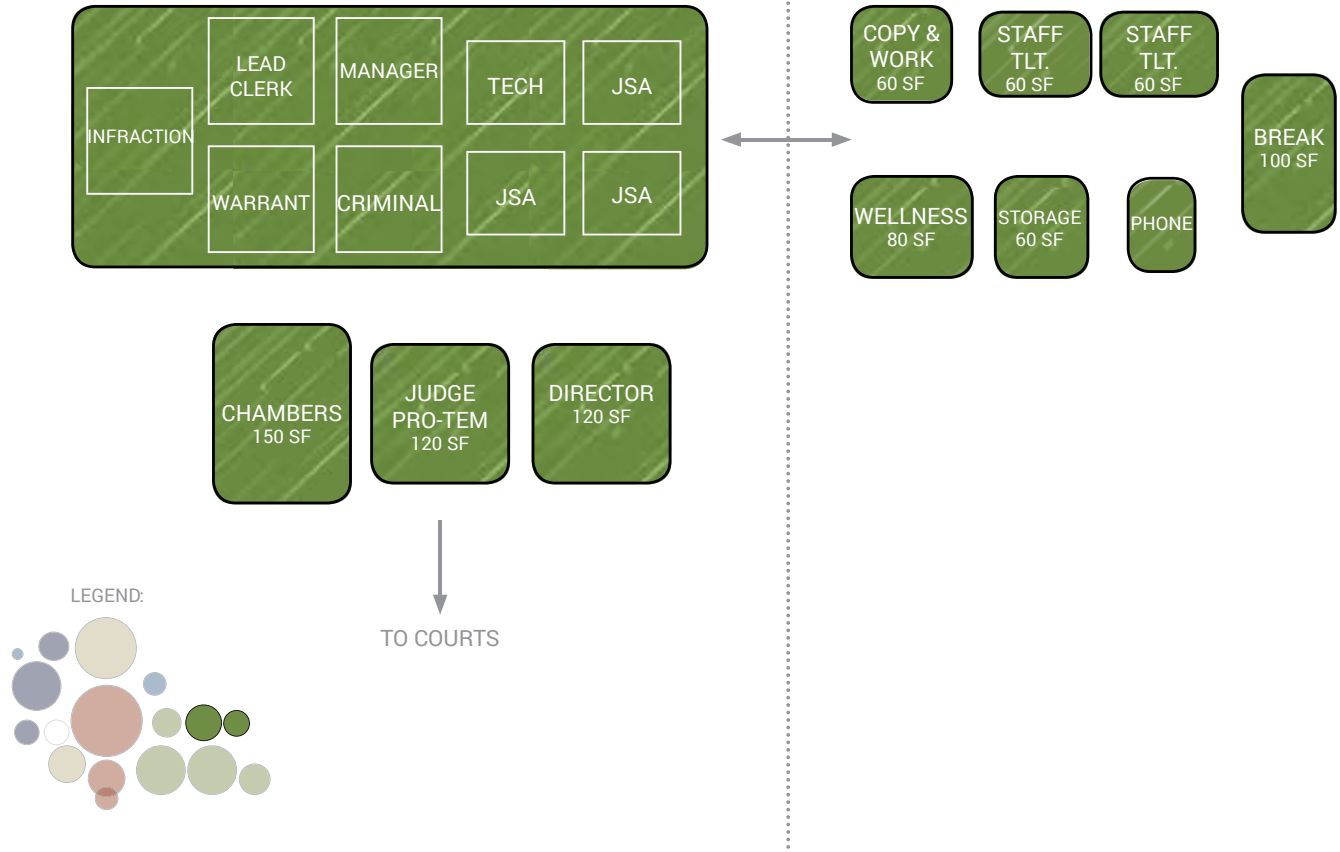 INFRACTION
LEAD
CLERK
MANAGER
TECH
JSA
WARRANT
CRIMINAL
JSA
JSA
COPY &
WORK
60 SF
STAFF
TLT.
60 SF
STAFF
TLT.
60 SF
BREAK
100 SF
WELLNESS
80 SF
STORAGE
60 SF
PHONE
CHAMBERS
150 SF
JUDGE
PRO-TEM
120 SF
DIRECTOR
120 SF
TO COURTS
LEGEND: